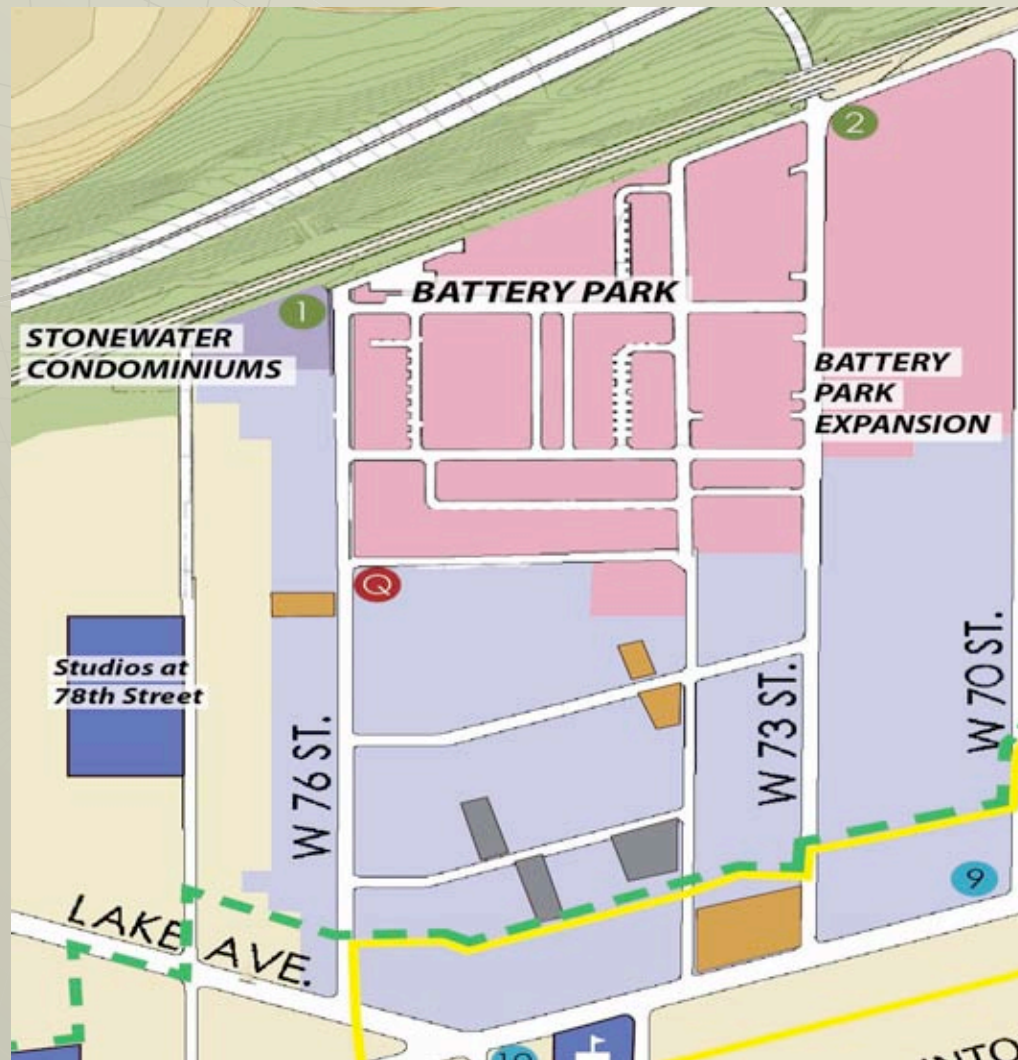 2
BATTERY PARK
1
STONEWATER
CONDOMINIUMS
BATTERY
PARK
EXPANSION
Q
Studios at
78th Street
W 76 ST.
W 73 ST.
W 70 ST.
9
LAKE AVE.
10